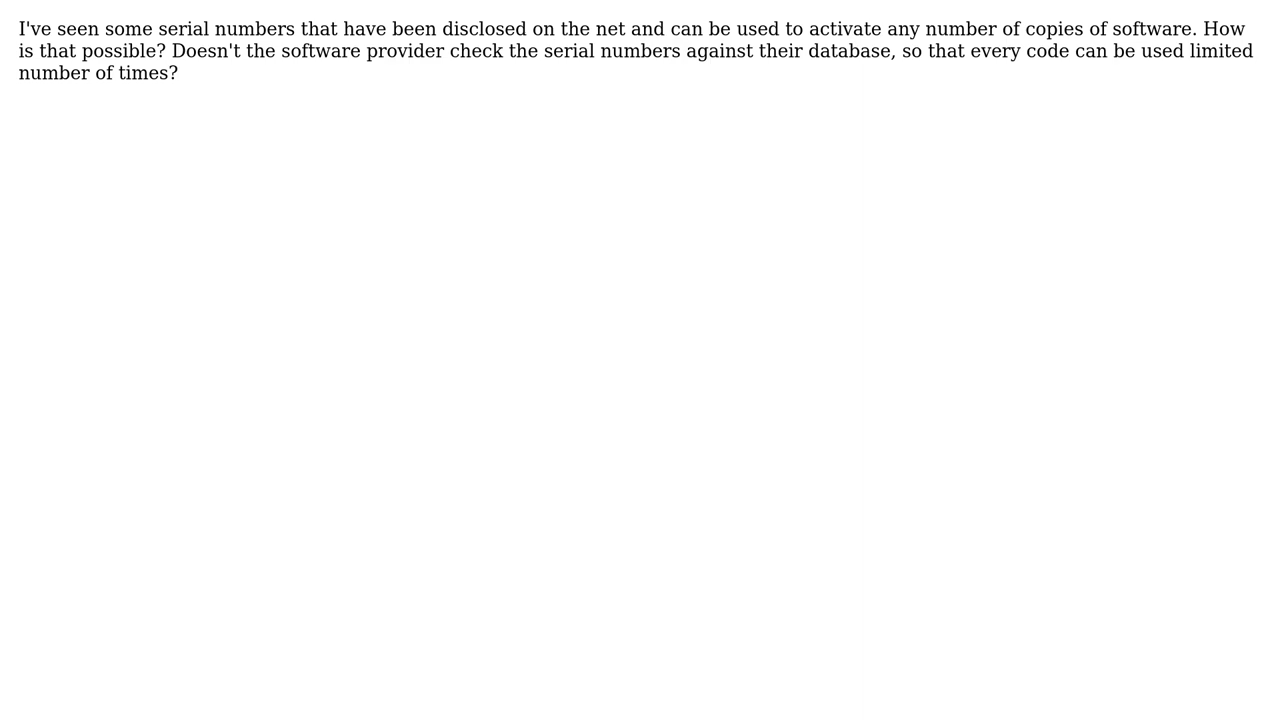 I've seen some serial numbers that have been disclosed on the net and can be used to activate any number of copies of software. How
is that possible? Doesn't the software provider check the serial numbers against their database, so that every code can be used limited
number of times?